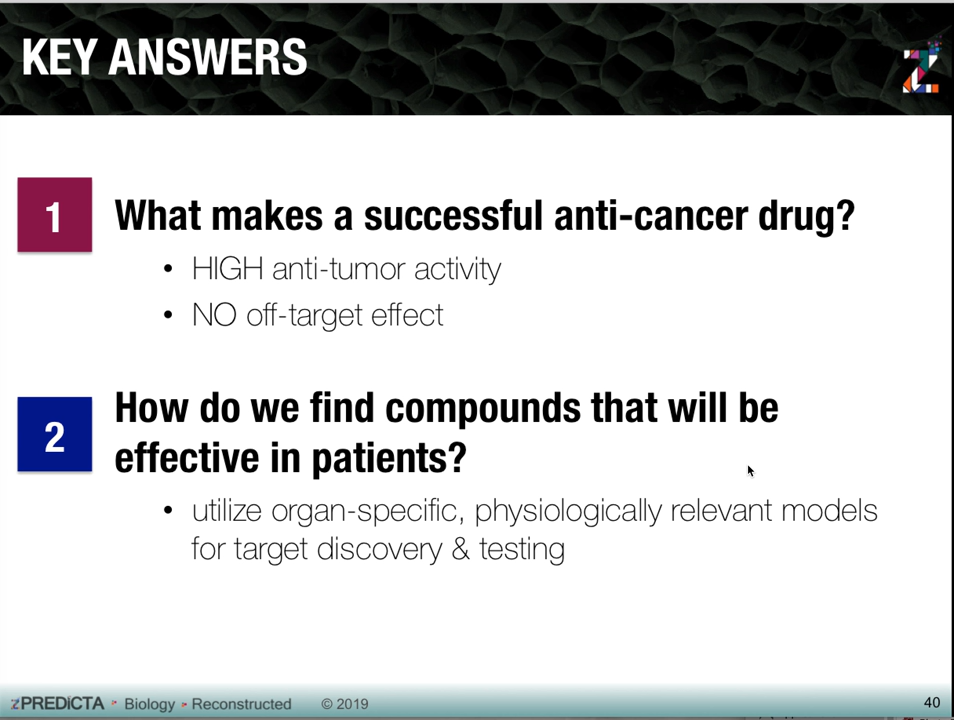 KEY ANSWERS
1
What makes a successful anti-cancer drug?
• HIGH anti-tumor activity
• NO off-target effect
2
How do we find compounds that will be
effective in patients?
• utilize organ-specific, physiologically relevant models
for target discovery & testing
zPREDiCTA ▸ Biology ▸ Reconstructed © 2019
40